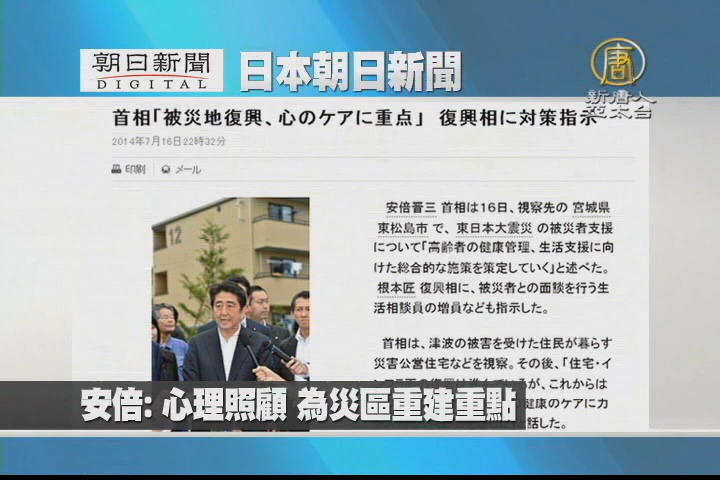 朝日新聞
DIGITAL
日本朝日新聞
新唐人
亞太台
首相「被災地復興、心のケアに重点」 復興相に対策指示
2014年7月16日22時32分
印刷 メール
安倍晋三 首相は16日、視察先の 宮城県
東松島市 で、東日本大震災 の被災者支援
について「高齢者の健康管理、生活支援に向
けた総合的な施策を策定していく」と述べた。
根本匠 復興相に、被災者との面談を行う生
活相談員の増員なども指示した。
首相は、津波の被害を受けた住民が暮らす
災害公営住宅などを視察。その後、「住宅・イ
が、これからは
健康のケアに力
と話した。
12
安倍: 心理照顧 為災區重建重點